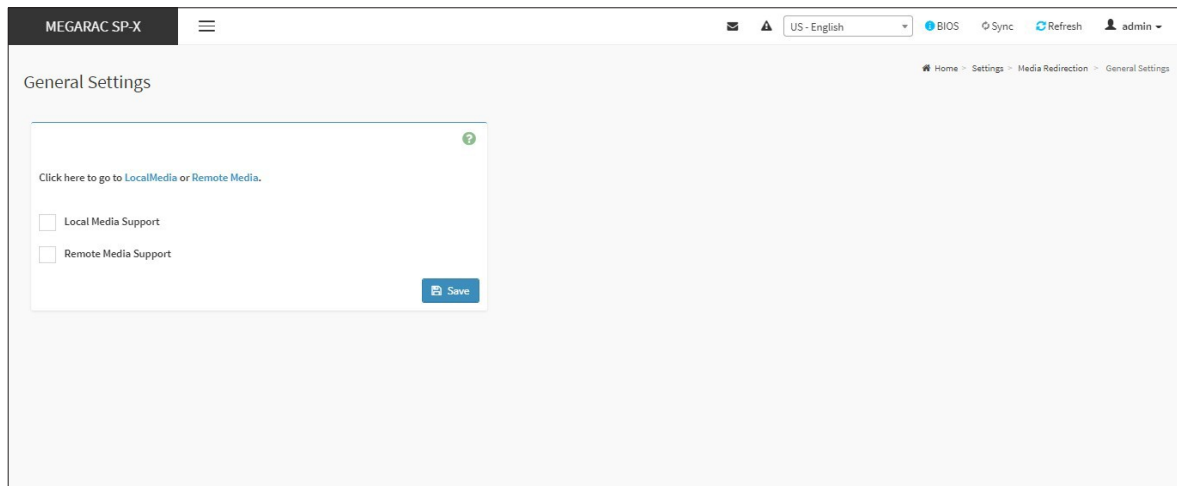 MEGARAC SP-X
US - English
BIOS
Sync
Refresh
admin
General Settings
Home > Settings > Media Redirection > General Settings
Click here to go to LocalMedia or Remote Media.
Local Media Support
Remote Media Support
Save